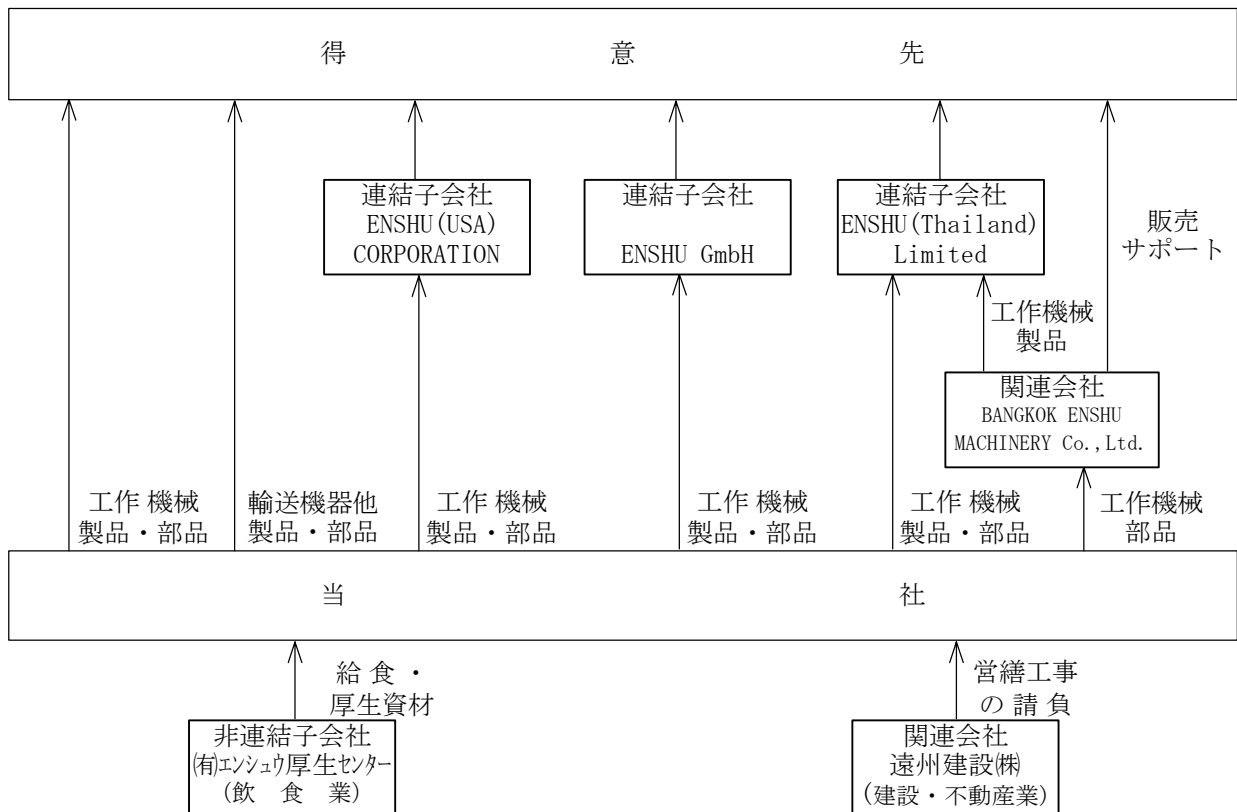 得意先
連結子会社
ENSHU(USA)
CORPORATION
連結子会社
ENSHU GmbH
連結子会社
ENSHU(Thailand)
Limited
販売
サポート
工作機械
製品
関連会社
BANGKOK ENSHU
MACHINERY Co.,Ltd.
工作機械
製品・部品
輸送機器他
製品・部品
工作機械
製品・部品
工作機械
製品・部品
工作機械
製品・部品
工作機械
部品
当社
給食・
厚生資材
営繕工事
の請負
非連結子会社
㈲エンシュウ厚生センター
(飲食業)
関連会社
遠州建設㈱
(建設・不動産業)